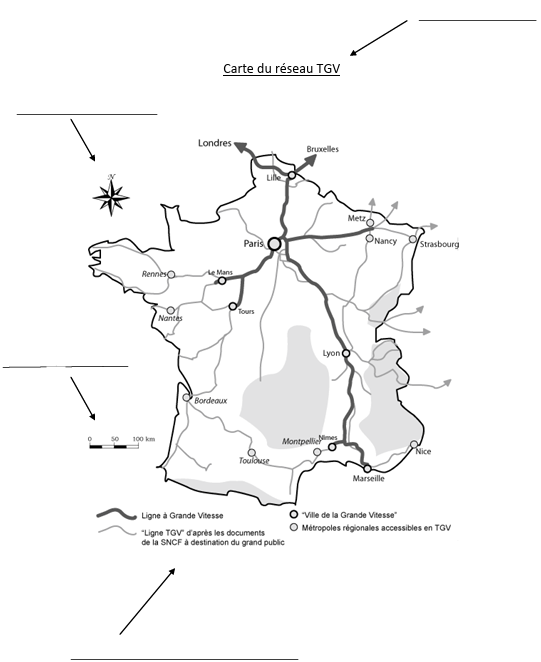 Carte du réseau TGV
N
Londres
Bruxelles
Lille
Metz
Paris
Nancy
Strasbourg
Rennes
Le Mans
Nantes
Tours
Lyon
Bordeaux
0 50 100 km
Montpellier
Nîmes
Toulouse
Nice
Marseille
Ligne à Grande Vitesse
"Ville de la Grande Vitesse"
"Ligne TGV" d'après les documents
de la SNCF à destination du grand public
Métropoles régionales accessibles en TGV